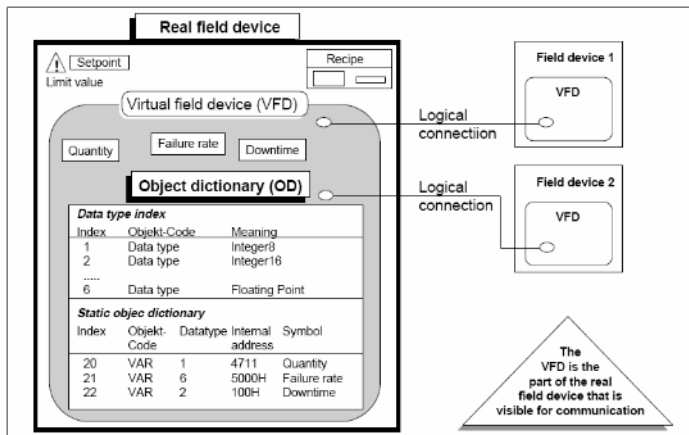 Real field device
Setpoint
Limit value
Recipe
Virtual field device (VFD)
Quantity
Failure rate
Downtime
Object dictionary (OD)
Data type index
Index Objekt-Code Meaning
1 Data type Integer8
2 Data type Integer16
.....
6 Data type Floating Point
Static objec dictionary
Index Objekt- Datatype Internal Symbol
Code address
20 VAR 1 4711 Quantity
21 VAR 6 5000H Failure rate
22 VAR 2 100H Downtime
Logical
connectiion
Logical
connection
Field device 1
VFD
Field device 2
VFD
The
VFD is the
part of the real
field device that is
visible for communication